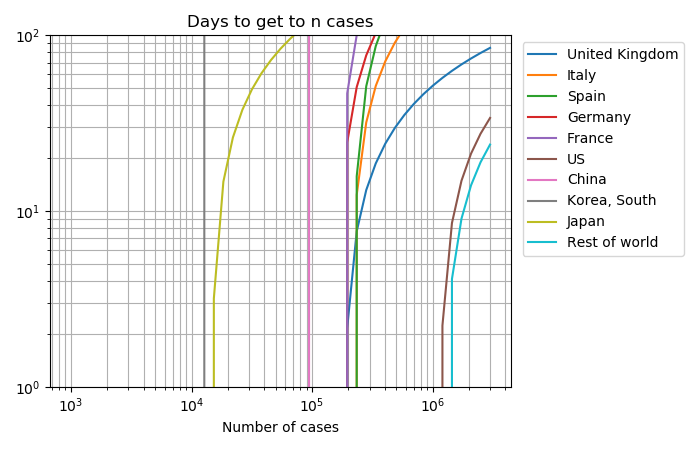 Days to get to n cases
10²
10¹
10⁰
10³
10⁴
10⁵
10⁶
Number of cases
United Kingdom
Italy
Spain
Germany
France
US
China
Korea, South
Japan
Rest of world